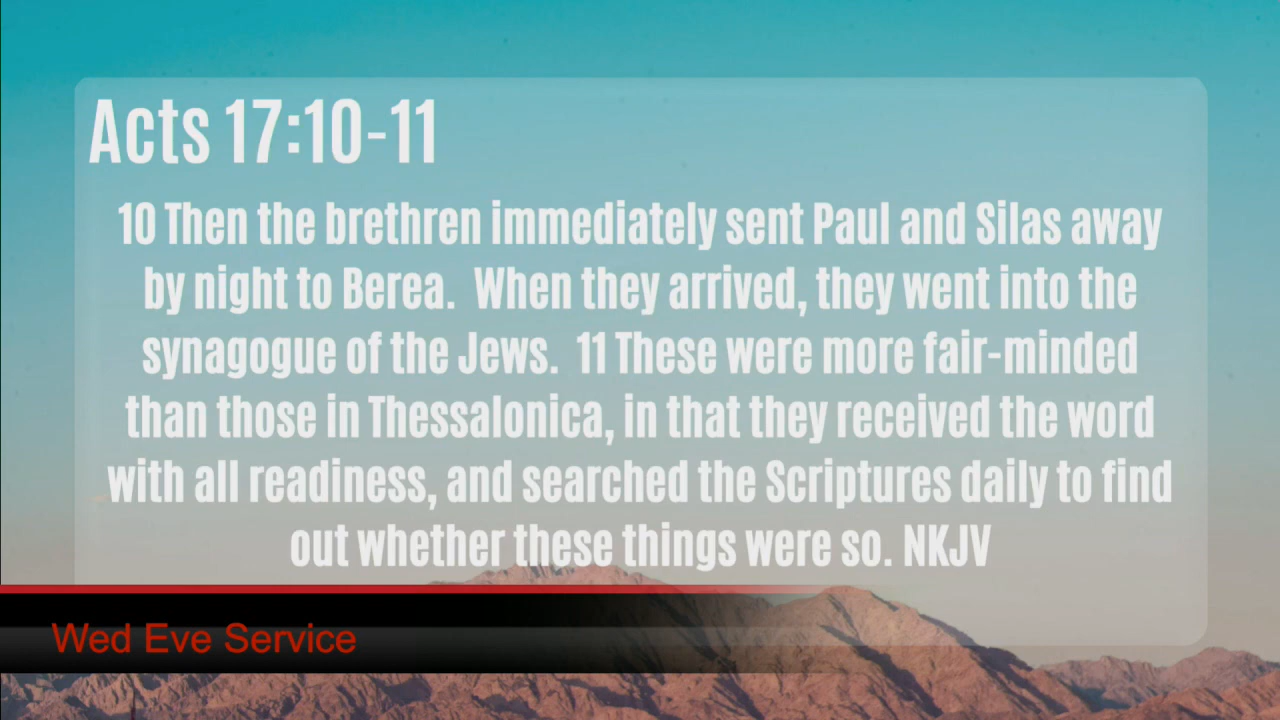 Acts 17:10-11
10 Then the brethren immediately sent Paul and Silas away
by night to Berea.  When they arrived, they went into the
synagogue of the Jews.  11 These were more fair-minded
than those in Thessalonica, in that they received the word
with all readiness, and searched the Scriptures daily to find
out whether these things were so. NKJV
Wed Eve Service